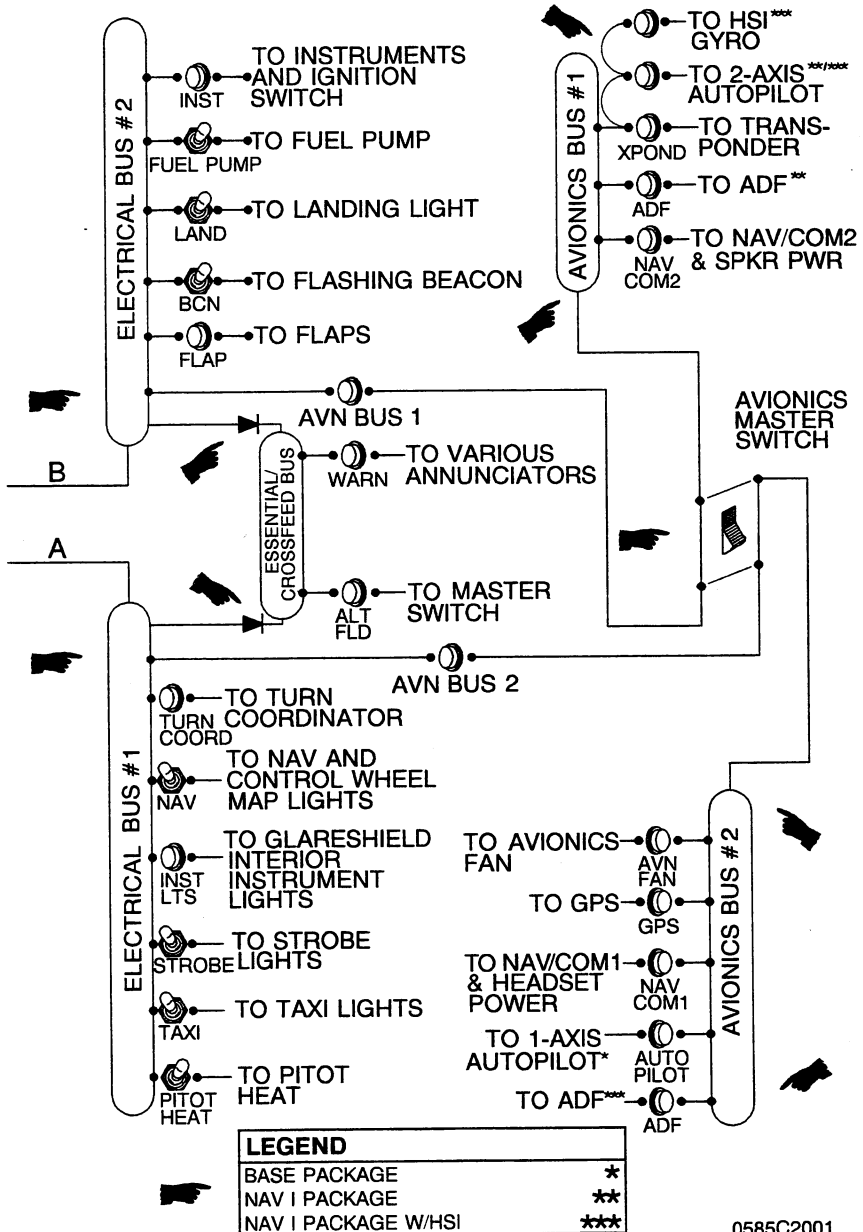 ELECTRICAL BUS #2
TO INSTRUMENTS
AND IGNITION
SWITCH
INST
TO FUEL PUMP
FUEL PUMP
TO LANDING LIGHT
LAND
TO FLASHING BEACON
BCN
TO FLAPS
FLAP
AVN BUS 1
B
ESSENTIAL/
CROSSFEED BUS
TO VARIOUS
ANNUNCIATORS
WARN
A
TO MASTER
SWITCH
ALT
FLD
AVIONICS BUS #1
TO HSI***
GYRO
TO 2-AXIS**/***
AUTOPILOT
TO TRANS-
PONDER
XPOND
TO ADF**
ADF
TO NAV/COM2
& SPKR PWR
NAV
COM2
AVIONICS
MASTER
SWITCH
AVN BUS 2
ELECTRICAL BUS #1
TO TURN
COORDINATOR
TURN
COORD
TO NAV AND
CONTROL WHEEL
MAP LIGHTS
NAV
TO GLARESHIELD
INTERIOR
INSTRUMENT
LIGHTS
INST
LTS
TO STROBE
LIGHTS
STROBE
TO TAXI LIGHTS
TAXI
TO PITOT
HEAT
PITOT
HEAT
AVIONICS BUS #2
TO AVIONICS
FAN
AVN
FAN
TO GPS
GPS
TO NAV/COM1
& HEADSET
POWER
NAV
COM1
TO 1-AXIS
AUTOPILOT*
AUTO
PILOT
TO ADF***
ADF
LEGEND
BASE PACKAGE *
NAV I PACKAGE **
NAV I PACKAGE W/HSI ***
0585C2001